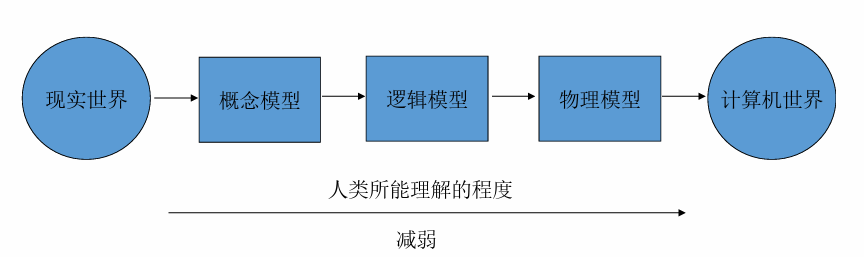 现实世界
概念模型
逻辑模型
物理模型
计算机世界
人类所能理解的程度
减弱